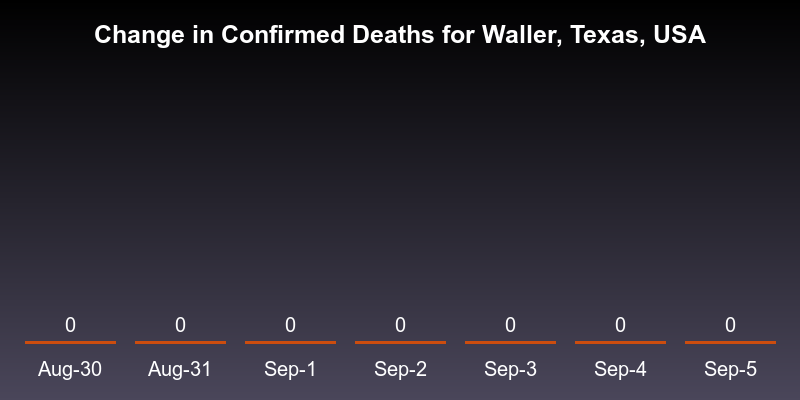 Change in Confirmed Deaths for Waller, Texas, USA
0 0 0 0 0 0 0
Aug-30 Aug-31 Sep-1 Sep-2 Sep-3 Sep-4 Sep-5